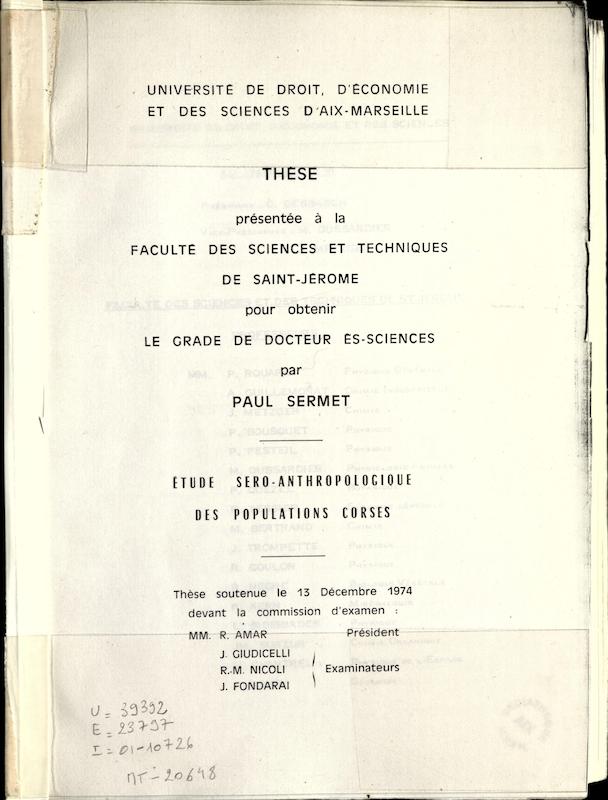 UNIVERSITÉ DE DROIT, D'ÉCONOMIE
ET DES SCIENCES D'AIX-MARSEILLE
THÈSE
présentée à la
FACULTÉ DES SCIENCES ET TECHNIQUES
DE SAINT-JÉROME
pour obtenir
LE GRADE DE DOCTEUR ÉS-SCIENCES
par
PAUL SERMET
ÉTUDE SERO-ANTHROPOLOGIQUE
DES POPULATIONS CORSES
Thèse soutenue le 13 Décembre 1974
devant la commission d'examen :
MM. R. AMAR Président
J. GIUDICELLI
R.-M. NICOLI Examinateurs
J. FONDARAI
U = 39392
E = 23797
I = 01-10726
MT-20648